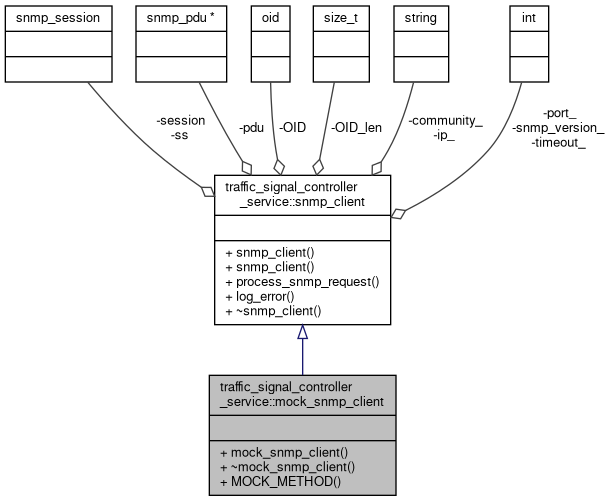 snmp_session
snmp_pdu *
oid
size_t
string
int
-session
-ss
-pdu
-OID
-OID_len
-community_
-ip_
-port_
-snmp_version_
-timeout_
traffic_signal_controller
_service::snmp_client
+ snmp_client()
+ snmp_client()
+ process_snmp_request()
+ log_error()
+ ~snmp_client()
traffic_signal_controller
_service::mock_snmp_client
+ mock_snmp_client()
+ ~mock_snmp_client()
+ MOCK_METHOD()